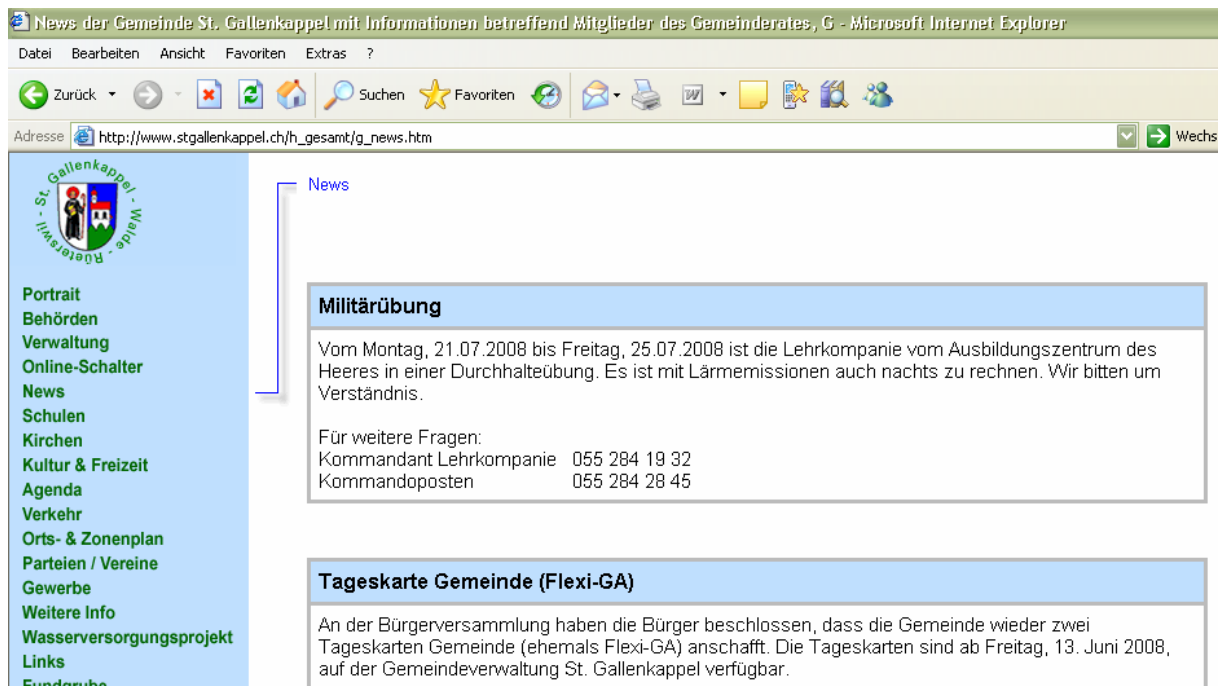 News der Gemeinde St. Gallenkappel mit Informationen betreffend Mitglieder des Gemeinderates, G - Microsoft Internet Explorer
Datei Bearbeiten Ansicht Favoriten Extras ?
Zurück Suchen Favoriten
Adresse http://www.stgallenkappel.ch/h_gesamt/g_news.htm Wechs
St. Gallenkappel - Walde - Rüeterswil -
News
Portrait
Behörden
Verwaltung
Online-Schalter
News
Schulen
Kirchen
Kultur & Freizeit
Agenda
Verkehr
Orts- & Zonenplan
Parteien / Vereine
Gewerbe
Weitere Info
Wasserversorgungsprojekt
Links
Fundgrube
Militärübung
Vom Montag, 21.07.2008 bis Freitag, 25.07.2008 ist die Lehrkompanie vom Ausbildungszentrum des
Heeres in einer Durchhalteübung. Es ist mit Lärmemissionen auch nachts zu rechnen. Wir bitten um
Verständnis.
Für weitere Fragen:
Kommandant Lehrkompanie 055 284 19 32
Kommandoposten 055 284 28 45
Tageskarte Gemeinde (Flexi-GA)
An der Bürgerversammlung haben die Bürger beschlossen, dass die Gemeinde wieder zwei
Tageskarten Gemeinde (ehemals Flexi-GA) anschafft. Die Tageskarten sind ab Freitag, 13. Juni 2008,
auf der Gemeindeverwaltung St. Gallenkappel verfügbar.